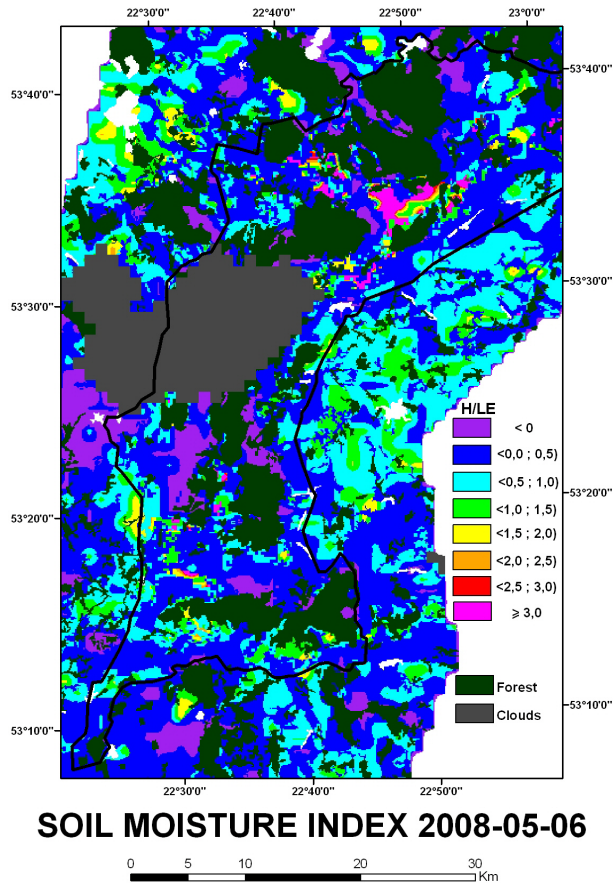 22°30'0" 22°40'0" 22°50'0" 23°0'0"
53°40'0"
53°40'0"
53°30'0"
53°30'0"
H/LE
< 0
<0,0 ; 0,5)
<0,5 ; 1,0)
<1,0 ; 1,5)
<1,5 ; 2,0)
<2,0 ; 2,5)
<2,5 ; 3,0)
⩾ 3,0
53°20'0"
53°20'0"
Forest
Clouds
53°10'0"
53°10'0"
22°30'0" 22°40'0" 22°50'0"
SOIL MOISTURE INDEX 2008-05-06
0 5 10 20 30
Km